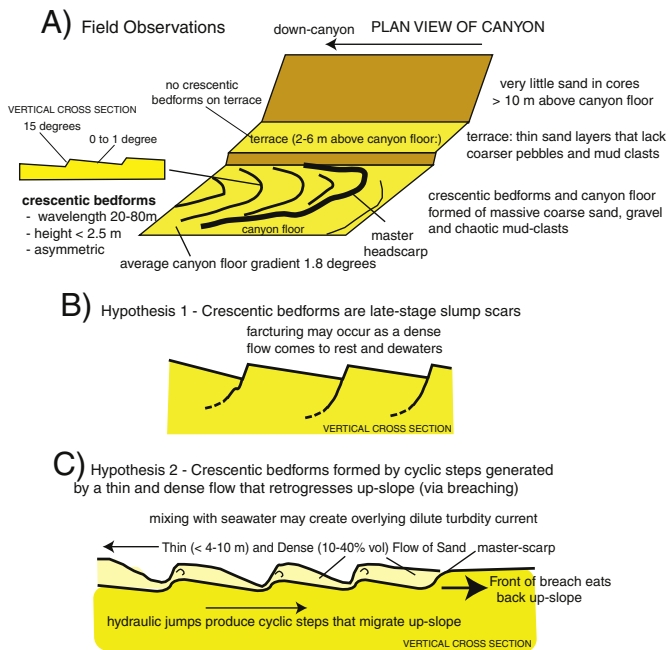 A) Field Observations
down-canyon
PLAN VIEW OF CANYON
no crescentic
bedforms on terrace
very little sand in cores
> 10 m above canyon floor
VERTICAL CROSS SECTION
15 degrees
0 to 1 degree
terrace (2-6 m above canyon floor:)
terrace: thin sand layers that lack
coarser pebbles and mud clasts
crescentic bedforms
- wavelength 20-80m
- height < 2.5 m
- asymmetric
crescentic bedforms and canyon floor
formed of massive coarse sand, gravel
and chaotic mud-clasts
canyon floor
master
headscarp
average canyon floor gradient 1.8 degrees
B) Hypothesis 1 - Crescentic bedforms are late-stage slump scars
farcturing may occur as a dense
flow comes to rest and dewaters
VERTICAL CROSS SECTION
C) Hypothesis 2 - Crescentic bedforms formed by cyclic steps generated
by a thin and dense flow that retrogresses up-slope (via breaching)
mixing with seawater may create overlying dilute turbdity current
Thin (< 4-10 m) and Dense (10-40% vol) Flow of Sand
master-scarp
Front of breach eats
back up-slope
hydraulic jumps produce cyclic steps that migrate up-slope
VERTICAL CROSS SECTION